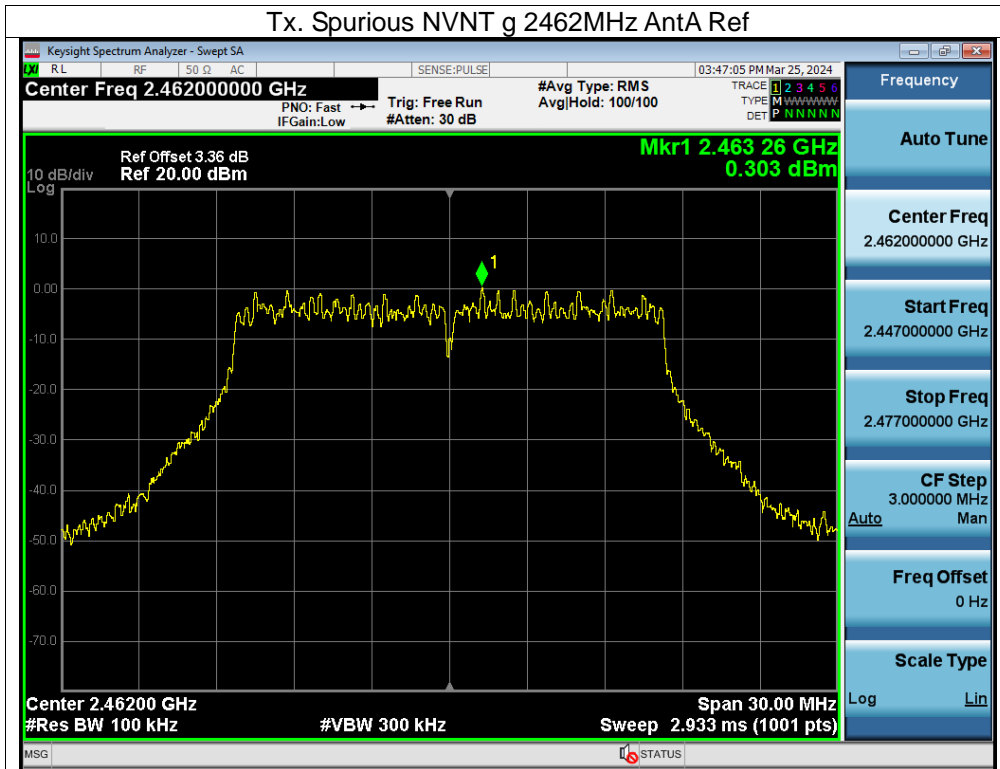 Tx. Spurious NVNT g 2462MHz AntA Ref
Keysight Spectrum Analyzer - Swept SA
LXI RL RF 50 Ω AC SENSE:PULSE 03:47:05 PM Mar 25, 2024
Center Freq 2.462000000 GHz
PNO: Fast
IFGain:Low
Trig: Free Run
#Atten: 30 dB
#Avg Type: RMS
Avg|Hold: 100/100
TRACE 1 2 3 4 5 6
TYPE M WWWWW
DET P N N N N N
Frequency
Mkr1 2.463 26 GHz
0.303 dBm
Ref Offset 3.36 dB
10 dB/div Ref 20.00 dBm
Log
10.0
0.00
-10.0
-20.0
-30.0
-40.0
-50.0
-60.0
-70.0
1
Center 2.46200 GHz Span 30.00 MHz
#Res BW 100 kHz #VBW 300 kHz Sweep 2.933 ms (1001 pts)
Auto Tune
Center Freq
2.462000000 GHz
Start Freq
2.447000000 GHz
Stop Freq
2.477000000 GHz
CF Step
3.000000 MHz
Auto Man
Freq Offset
0 Hz
Scale Type
Log Lin
MSG STATUS